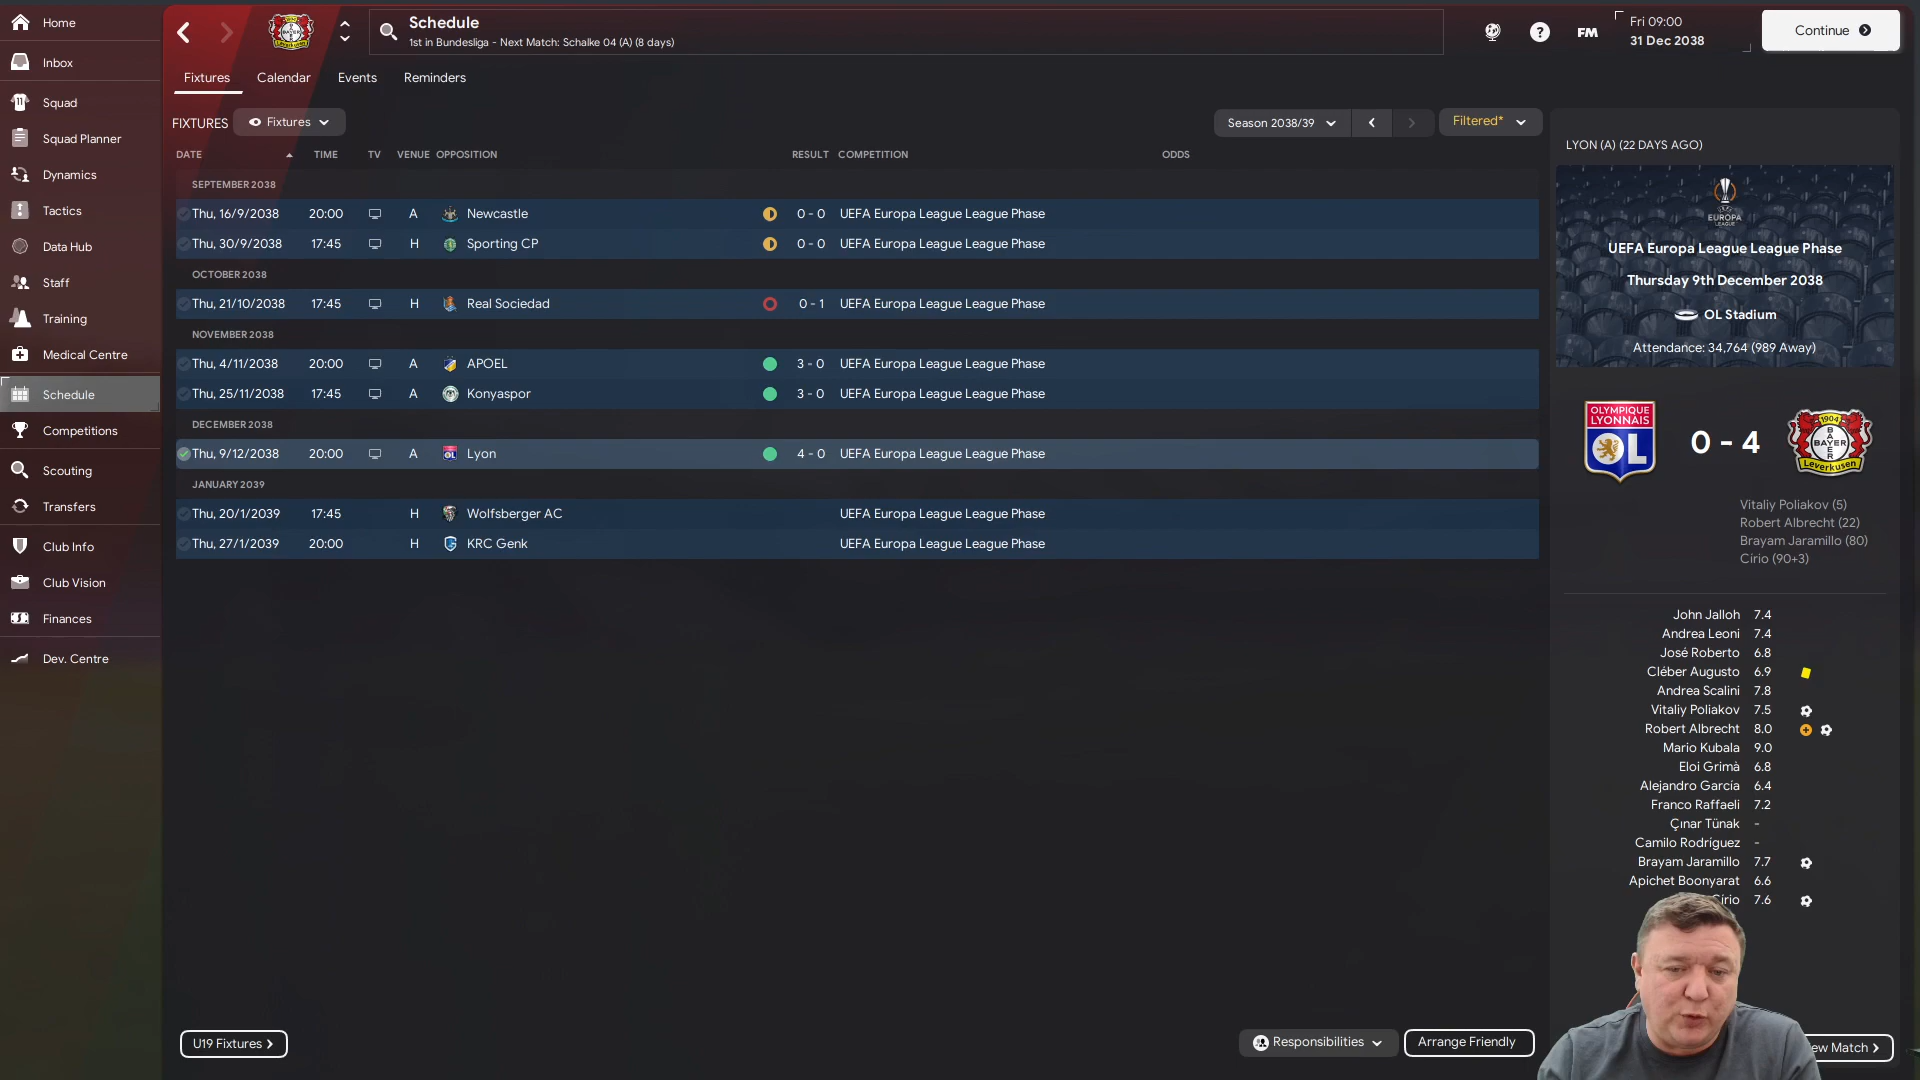 Home
Inbox
Squad
Squad Planner
Dynamics
Tactics
Data Hub
Staff
Training
Medical Centre
Schedule
Competitions
Scouting
Transfers
Club Info
Club Vision
Finances
Dev. Centre
Schedule
1st in Bundesliga - Next Match: Schalke 04 (A) (8 days)
FM
Fri 09:00
31 Dec 2038
Continue
Fixtures Calendar Events Reminders
FIXTURES Fixtures Season 2038/39 Filtered*
DATE TIME TV VENUE OPPOSITION RESULT COMPETITION ODDS
SEPTEMBER 2038
Thu, 16/9/2038 20:00 A Newcastle 0 - 0 UEFA Europa League League Phase
Thu, 30/9/2038 17:45 H Sporting CP 0 - 0 UEFA Europa League League Phase
OCTOBER 2038
Thu, 21/10/2038 17:45 H Real Sociedad 0 - 1 UEFA Europa League League Phase
NOVEMBER 2038
Thu, 4/11/2038 20:00 A APOEL 3 - 0 UEFA Europa League League Phase
Thu, 25/11/2038 17:45 A Konyaspor 3 - 0 UEFA Europa League League Phase
DECEMBER 2038
Thu, 9/12/2038 20:00 A Lyon 4 - 0 UEFA Europa League League Phase
JANUARY 2039
Thu, 20/1/2039 17:45 H Wolfsberger AC UEFA Europa League League Phase
Thu, 27/1/2039 20:00 H KRC Genk UEFA Europa League League Phase
U19 Fixtures
Responsibilities
Arrange Friendly
LYON (A) (22 DAYS AGO)
EUROPA
LEAGUE
UEFA Europa League League Phase
Thursday 9th December 2038
OL Stadium
Attendance: 34,764 (989 Away)
OLYMPIQUE
LYONNAIS
OL
0 - 4
1904
BAYER
BAYER
Leverkusen
Vitaliy Poliakov (5)
Robert Albrecht (22)
Brayam Jaramillo (80)
Círio (90+3)
John Jalloh 7.4
Andrea Leoni 7.4
José Roberto 6.8
Cléber Augusto 6.9
Andrea Scalini 7.8
Vitaliy Poliakov 7.5
Robert Albrecht 8.0
Mario Kubala 9.0
Eloi Grimà 6.8
Alejandro García 6.4
Franco Raffaeli 7.2
Çınar Tünak -
Camilo Rodríguez -
Brayam Jaramillo 7.7
Apichet Boonyarat 6.6
Círio 7.6
ew Match